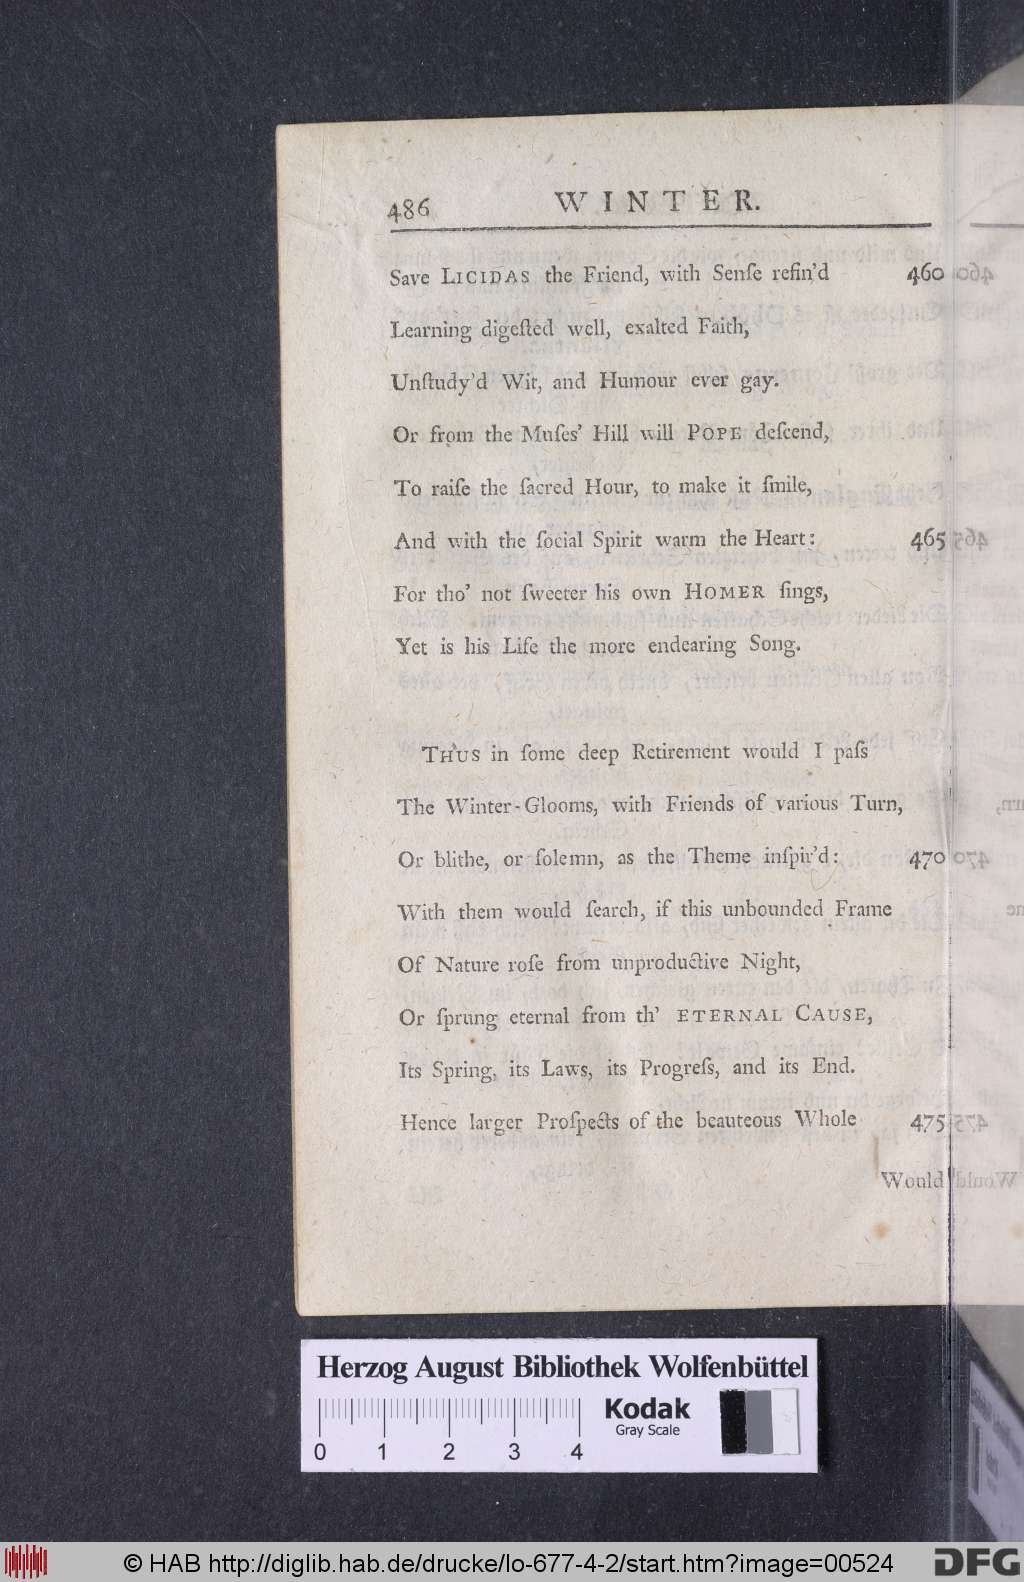 486 WINTER.
Save LICIDAS the Friend, with Senſe refin'd 460
Learning digeſted well, exalted Faith,
Unſtudy'd Wit, and Humour ever gay.
Or from the Muſes' Hill will POPE deſcend,
To raiſe the ſacred Hour, to make it ſmile,
And with the ſocial Spirit warm the Heart: 465
For tho' not ſweeter his own HOMER ſings,
Yet is his Life the more endearing Song.
THUS in ſome deep Retirement would I paſs
The Winter-Glooms, with Friends of various Turn,
Or blithe, or ſolemn, as the Theme inſpir'd: 470
With them would ſearch, if this unbounded Frame
Of Nature roſe from unproductive Night,
Or ſprung eternal from th' ETERNAL CAUSE,
Its Spring, its Laws, its Progreſs, and its End.
Hence larger Proſpects of the beauteous Whole 475
Would
Herzog August Bibliothek Wolfenbüttel
Kodak
Gray Scale
0 1 2 3 4
© HAB http://diglib.hab.de/drucke/lo-677-4-2/start.htm?image=00524
DFG